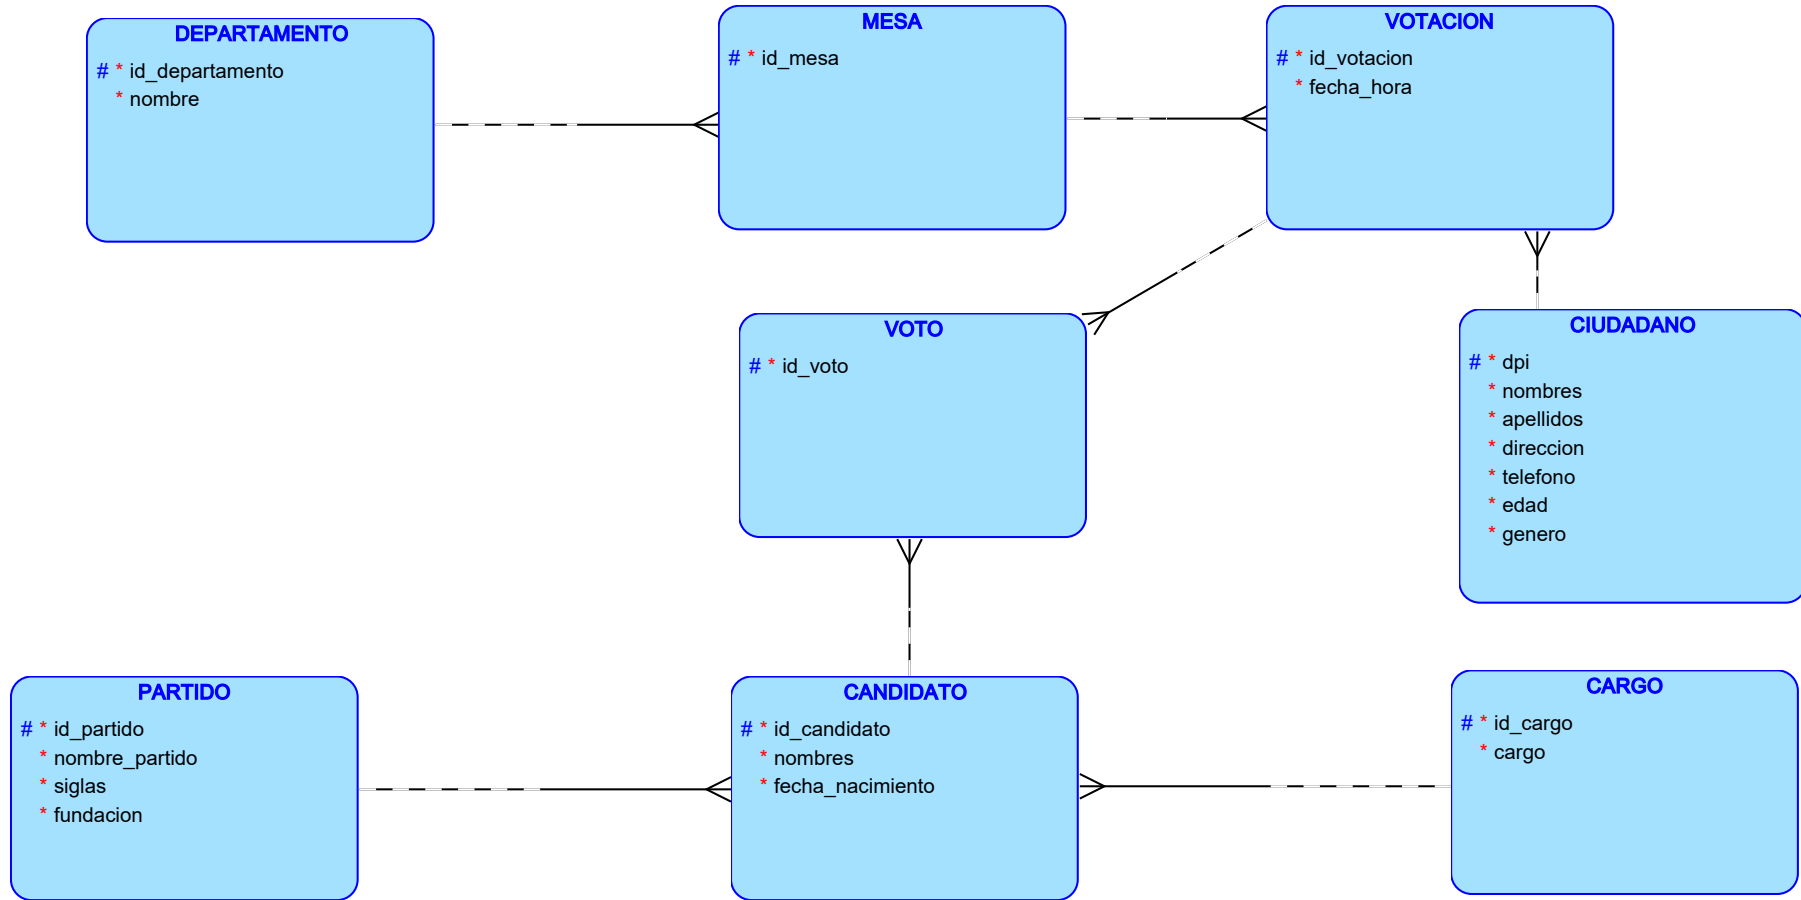 DEPARTAMENTO
# * id_departamento
* nombre
MESA
# * id_mesa
VOTACION
# * id_votacion
* fecha_hora
VOTO
# * id_voto
CIUDADANO
# * dpi
* nombres
* apellidos
* direccion
* telefono
* edad
* genero
PARTIDO
# * id_partido
* nombre_partido
* siglas
* fundacion
CANDIDATO
# * id_candidato
* nombres
* fecha_nacimiento
CARGO
# * id_cargo
* cargo